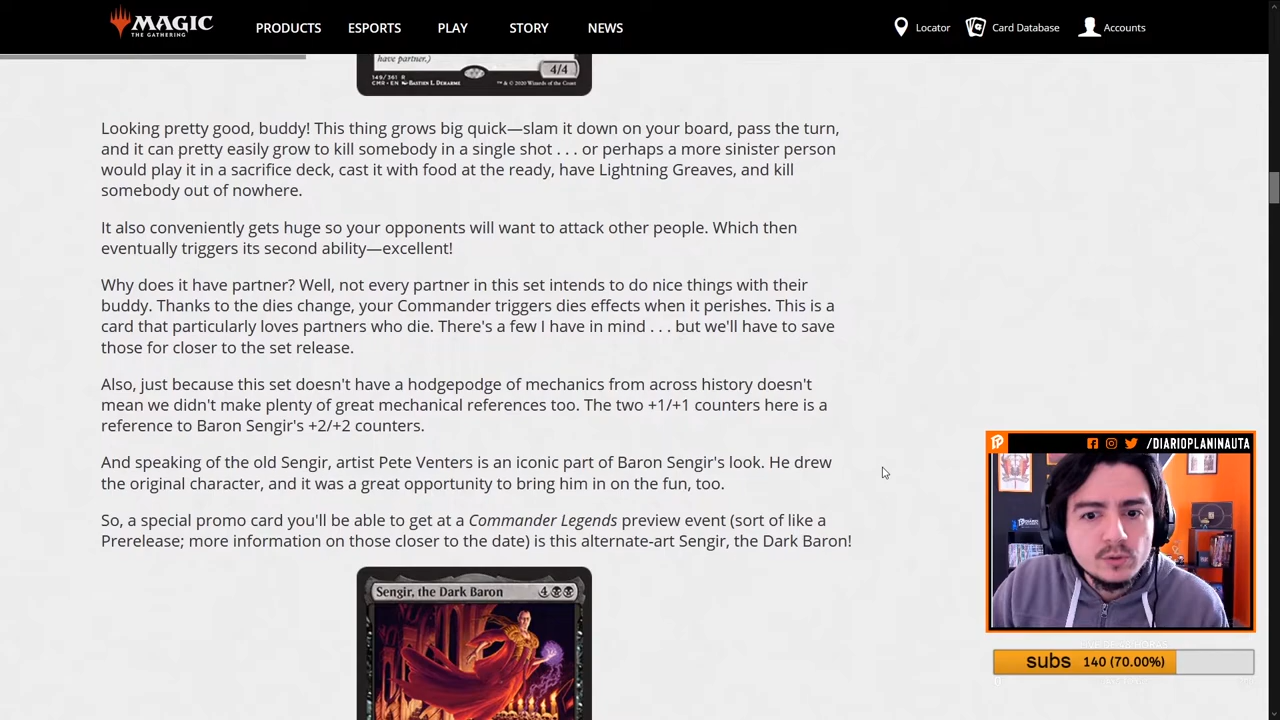 MAGIC
THE GATHERING
PRODUCTS
ESPORTS
PLAY
STORY
NEWS
Locator
Card Database
Accounts
have partner.)
4/4
149/361 R
CMR • EN
™ & © 2020 Wizards of the Coast
Looking pretty good, buddy! This thing grows big quick—slam it down on your board, pass the turn,
and it can pretty easily grow to kill somebody in a single shot . . . or perhaps a more sinister person
would play it in a sacrifice deck, cast it with food at the ready, have Lightning Greaves, and kill
somebody out of nowhere.
It also conveniently gets huge so your opponents will want to attack other people. Which then
eventually triggers its second ability—excellent!
Why does it have partner? Well, not every partner in this set intends to do nice things with their
buddy. Thanks to the dies change, your Commander triggers dies effects when it perishes. This is a
card that particularly loves partners who die. There's a few I have in mind . . . but we'll have to save
those for closer to the set release.
Also, just because this set doesn't have a hodgepodge of mechanics from across history doesn't
mean we didn't make plenty of great mechanical references too. The two +1/+1 counters here is a
reference to Baron Sengir's +2/+2 counters.
And speaking of the old Sengir, artist Pete Venters is an iconic part of Baron Sengir's look. He drew
the original character, and it was a great opportunity to bring him in on the fun, too.
So, a special promo card you'll be able to get at a Commander Legends preview event (sort of like a
Prerelease; more information on those closer to the date) is this alternate-art Sengir, the Dark Baron!
Sengir, the Dark Baron
4
/DIARIOPLANINAUTA
subs 140 (70.00%)